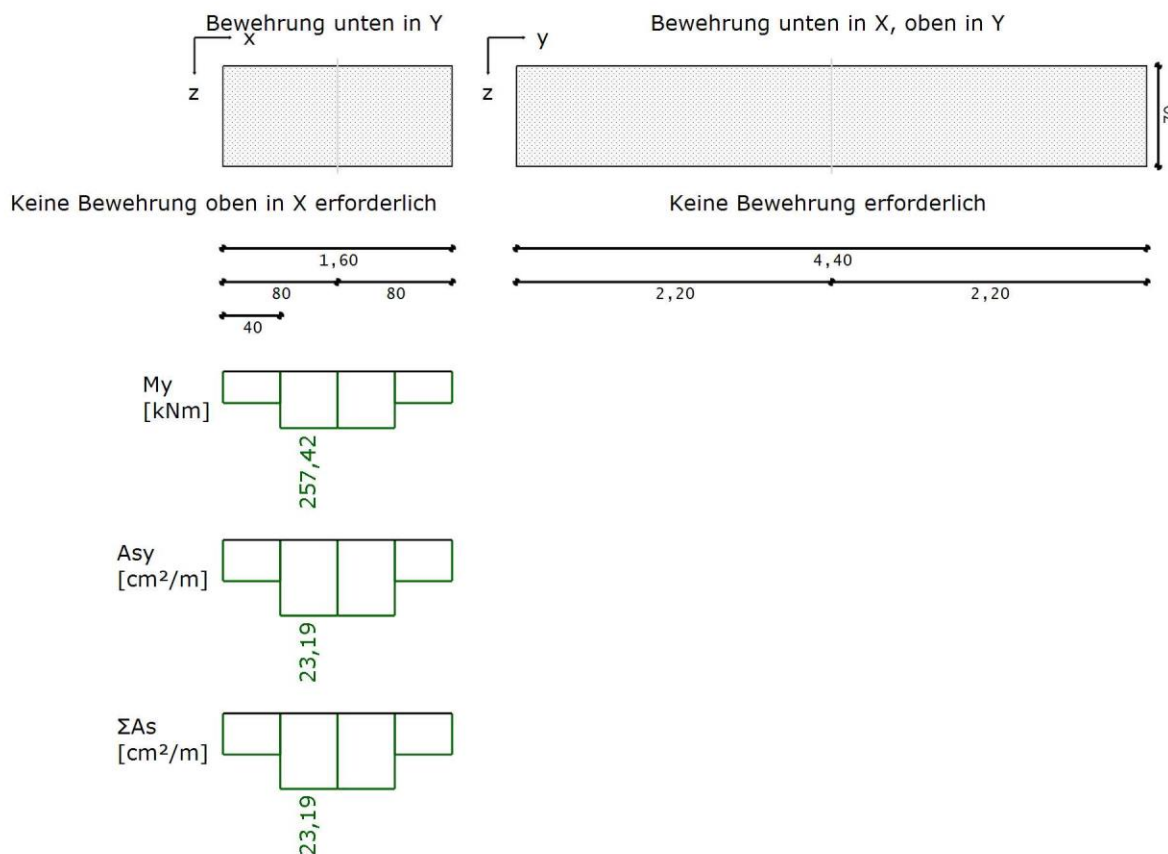 Bewehrung unten in Y
Bewehrung unten in X, oben in Y
x
z
y
z
Keine Bewehrung oben in X erforderlich
Keine Bewehrung erforderlich
1,60
80
80
40
4,40
2,20
2,20
My
[kNm]
257,42
Asy
[cm²/m]
23,19
ΣAs
[cm²/m]
23,19